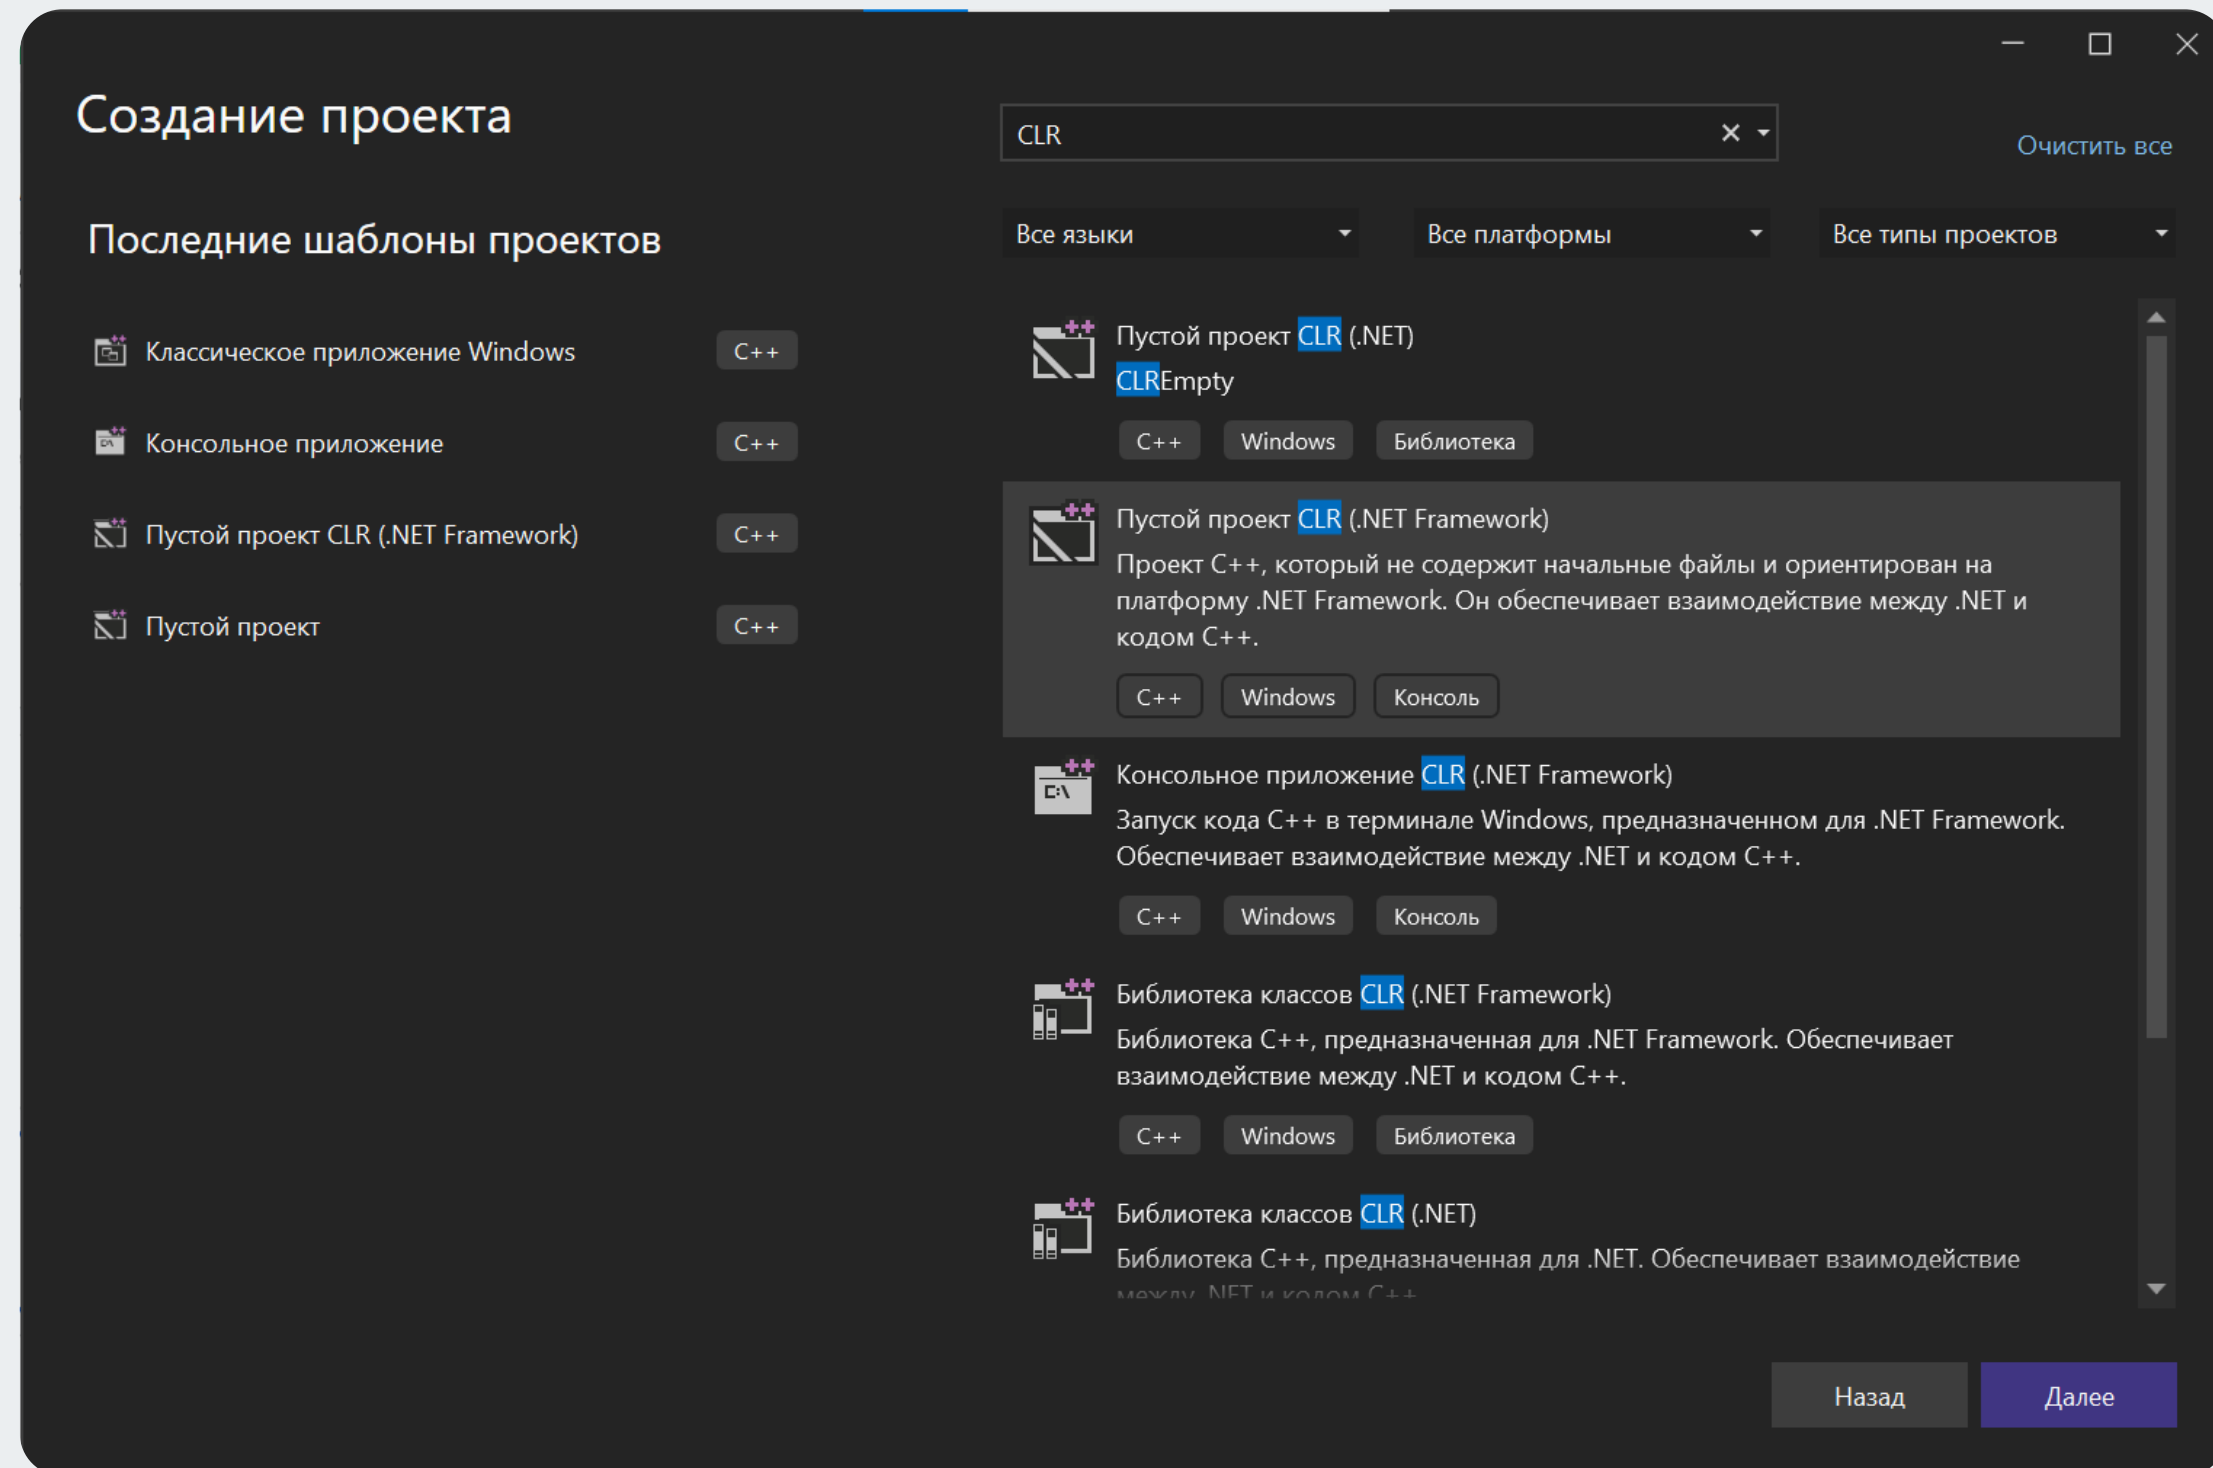 Создание проекта
CLR
Очистить все
Последние шаблоны проектов
Все языки
Все платформы
Все типы проектов
Классическое приложение Windows
C++
Консольное приложение
C++
Пустой проект CLR (.NET Framework)
C++
Пустой проект
C++
Пустой проект CLR (.NET)
CLREmpty
C++
Windows
Библиотека
Пустой проект CLR (.NET Framework)
Проект C++, который не содержит начальные файлы и ориентирован на
платформу .NET Framework. Он обеспечивает взаимодействие между .NET и
кодом C++.
C++
Windows
Консоль
Консольное приложение CLR (.NET Framework)
Запуск кода C++ в терминале Windows, предназначенном для .NET Framework.
Обеспечивает взаимодействие между .NET и кодом C++.
C++
Windows
Консоль
Библиотека классов CLR (.NET Framework)
Библиотека C++, предназначенная для .NET Framework. Обеспечивает
взаимодействие между .NET и кодом C++.
C++
Windows
Библиотека
Библиотека классов CLR (.NET)
Библиотека C++, предназначенная для .NET. Обеспечивает взаимодействие
между .NET и кодом C++
Назад
Далее